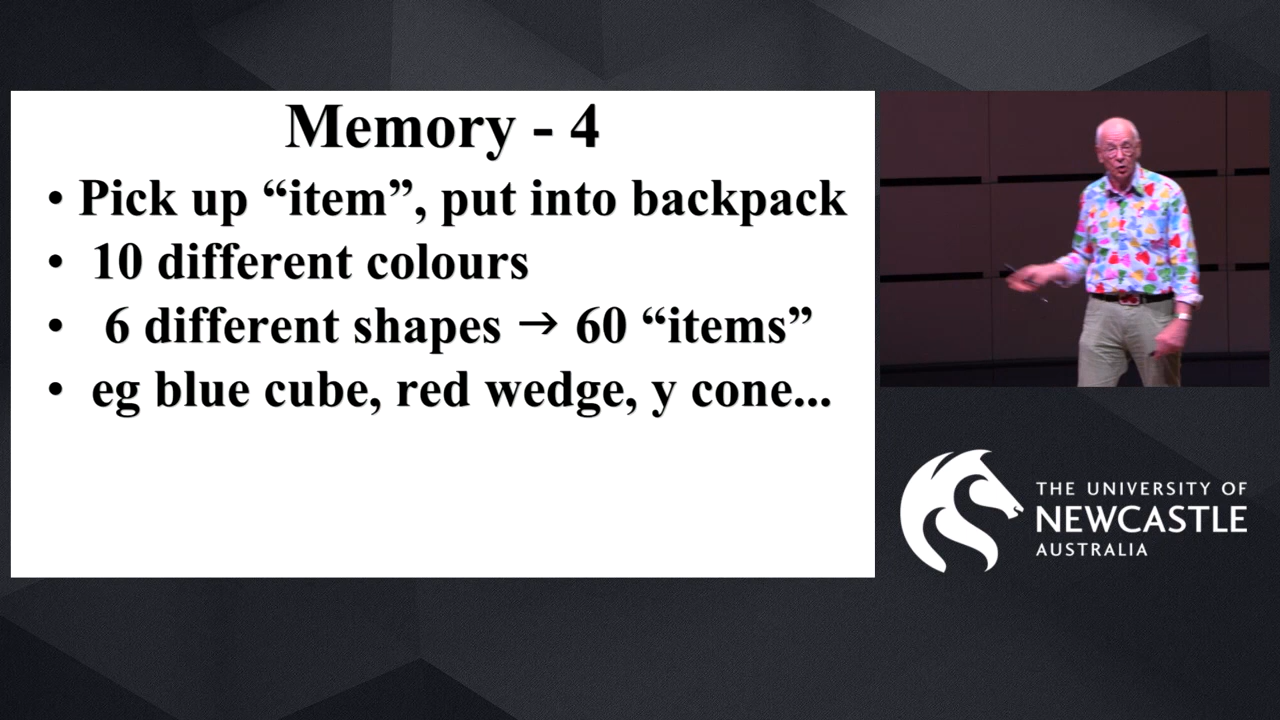 Memory - 4
• Pick up “item”, put into backpack
• 10 different colours
• 6 different shapes → 60 “items”
• eg blue cube, red wedge, y cone...
THE UNIVERSITY OF
NEWCASTLE
AUSTRALIA